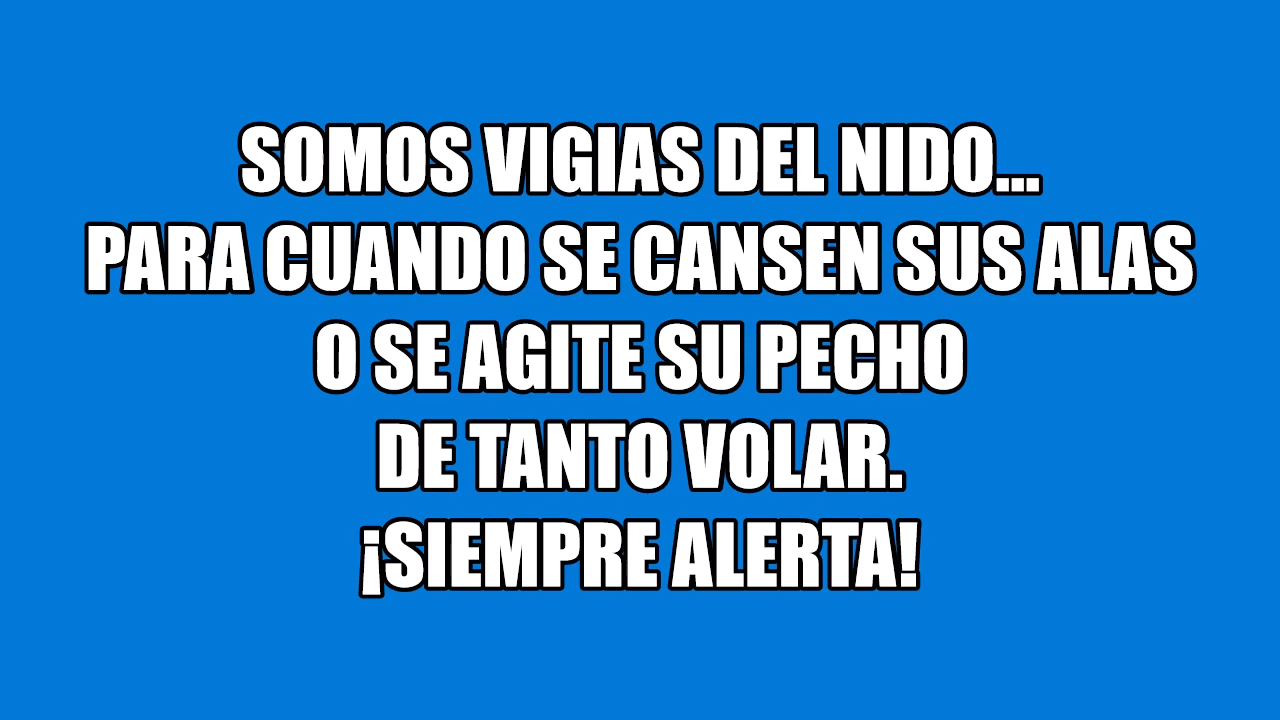 SOMOS VIGIAS DEL NIDO...
PARA CUANDO SE CANSEN SUS ALAS
O SE AGITE SU PECHO
DE TANTO VOLAR.
¡SIEMPRE ALERTA!